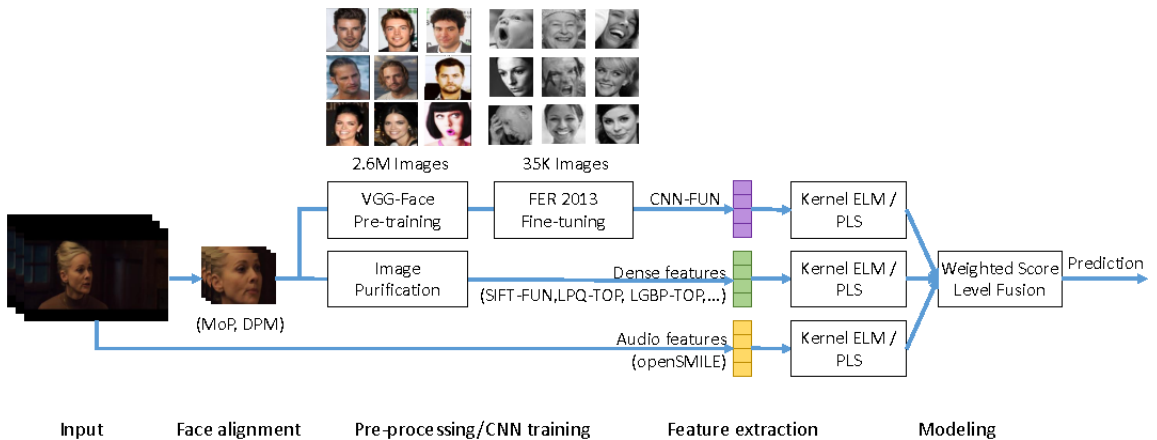 2.6M Images
35K Images
VGG-Face
Pre-training
FER 2013
Fine-tuning
CNN-FUN
Kernel ELM /
PLS
Image
Purification
Dense features
(SIFT-FUN,LPQ-TOP, LGBP-TOP,...)
Kernel ELM /
PLS
Weighted Score
Level Fusion
Prediction
(MoP, DPM)
Audio features
(openSMILE)
Kernel ELM /
PLS
Input
Face alignment
Pre-processing/CNN training
Feature extraction
Modeling